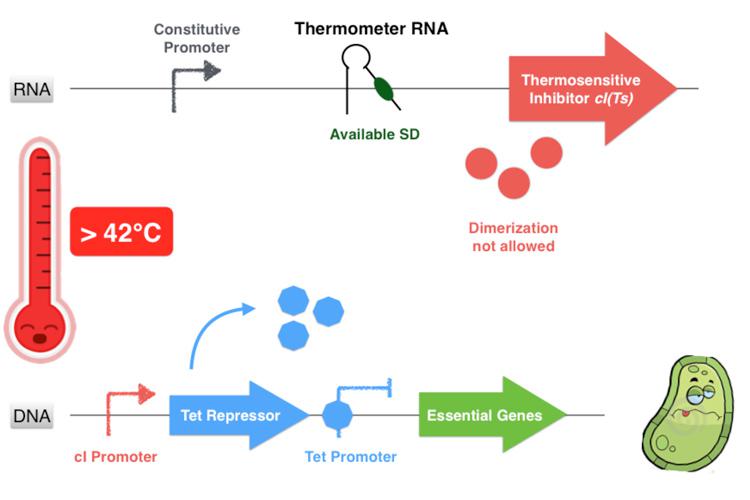 Constitutive
Promoter
Thermometer RNA
RNA
Thermosensitive
Inhibitor cI(Ts)
Available SD
> 42°C
Dimerization
not allowed
DNA
Tet Repressor
Essential Genes
cI Promoter
Tet Promoter